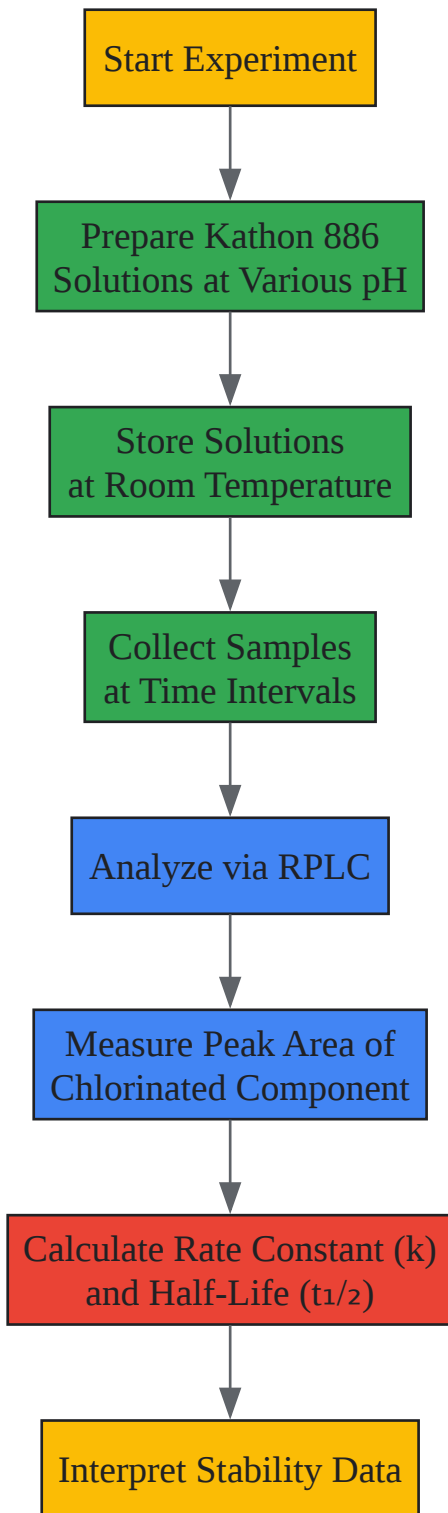 Start Experiment
Prepare Kathon 886
Solutions at Various pH
Store Solutions
at Room Temperature
Collect Samples
at Time Intervals
Analyze via RPLC
Measure Peak Area of
Chlorinated Component
Calculate Rate Constant (k)
and Half-Life (t₁/₂)
Interpret Stability Data